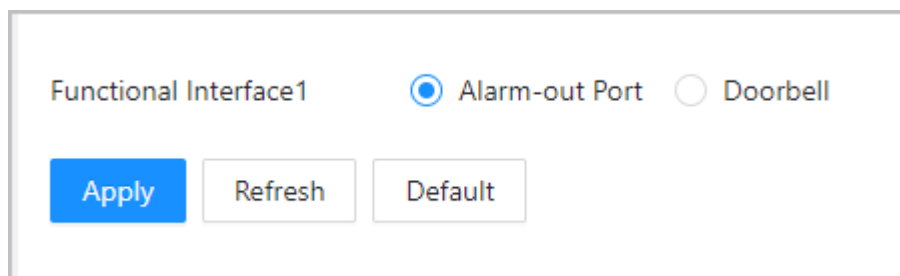 Functional Interface1 Alarm-out Port Doorbell
Apply Refresh Default